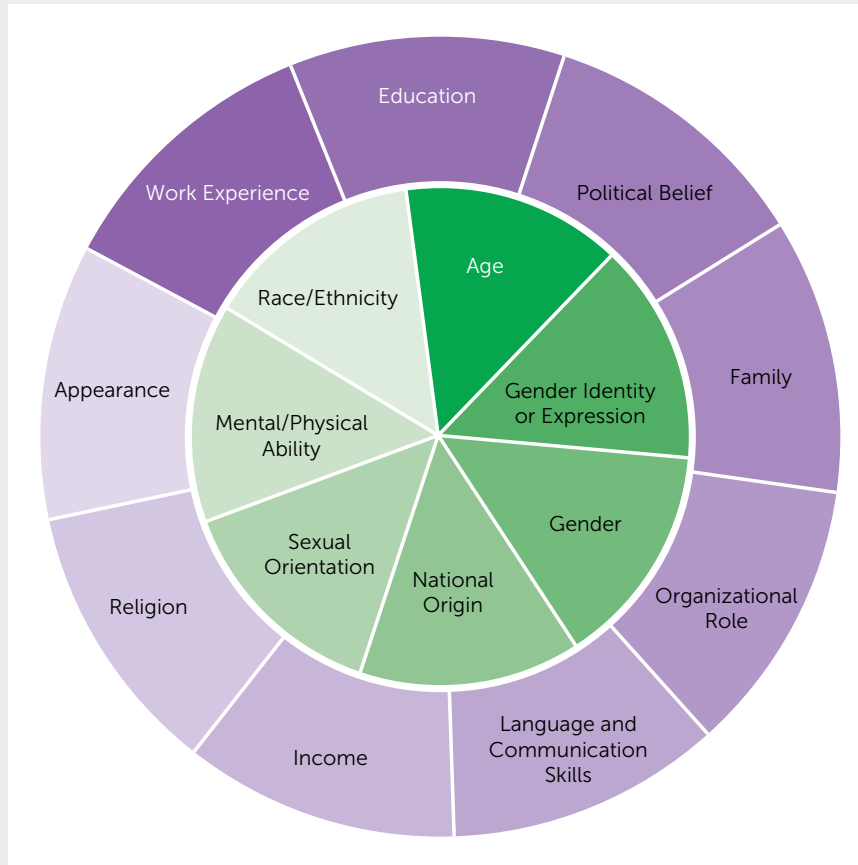 Education
Political Belief
Family
Organizational
Role
Language and
Communication
Skills
Income
Religion
Appearance
Work Experience
Age
Gender Identity
or Expression
Gender
National
Origin
Sexual
Orientation
Mental/Physical
Ability
Race/Ethnicity